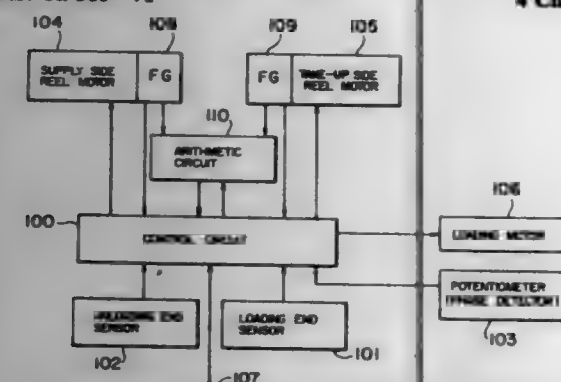 104
108
109
105
SUPPLY SIDE
REEL MOTOR
FG
FG
TAKE-UP SIDE
REEL MOTOR
110
ARITHMETIC
CIRCUIT
106
100
CONTROL CIRCUIT
LOADING MOTOR
POTENTIOMETER
(PHASE DETECTOR)
UNLOADING END
SENSOR
LOADING END
SENSOR
103
102
101
107